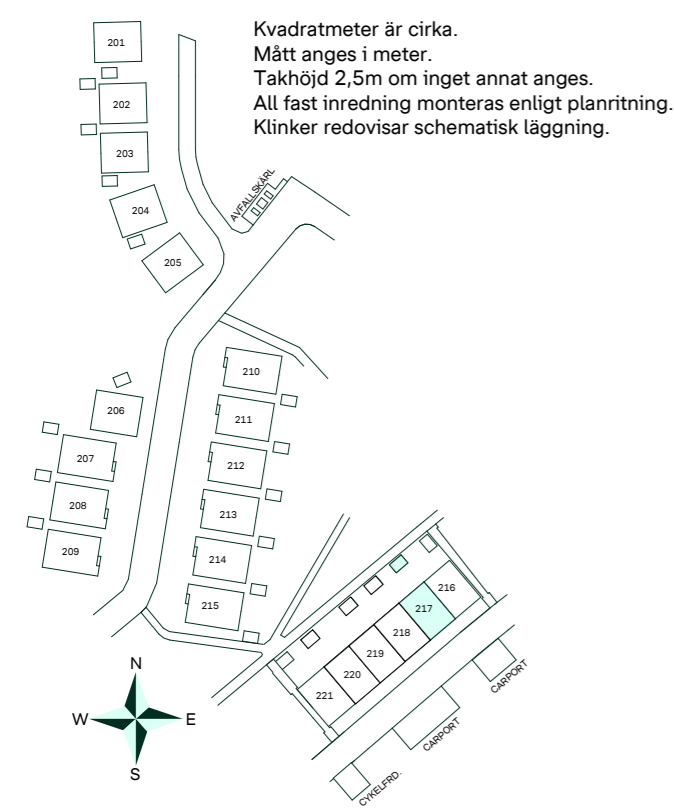 Kvadratmeter är cirka.
Mått anges i meter.
Takhöjd 2,5m om inget annat anges.
All fast inredning monteras enligt planritning.
Klinker redovisar schematisk läggning.
201
202
203
AVFALLSKÄRL
204
205
210
206
211
207
212
208
213
209
214
215
216
217
218
219
220
221
N
W
E
S
CARPORT
CARPORT
CYKELFRD.